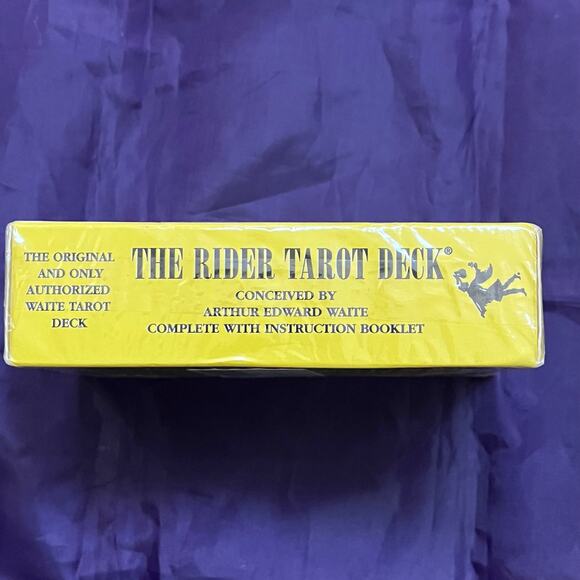 THE ORIGINAL
AND ONLY
AUTHORIZED
WAITE TAROT
DECK
THE RIDER TAROT DECK®
CONCEIVED BY
ARTHUR EDWARD WAITE
COMPLETE WITH INSTRUCTION BOOKLET